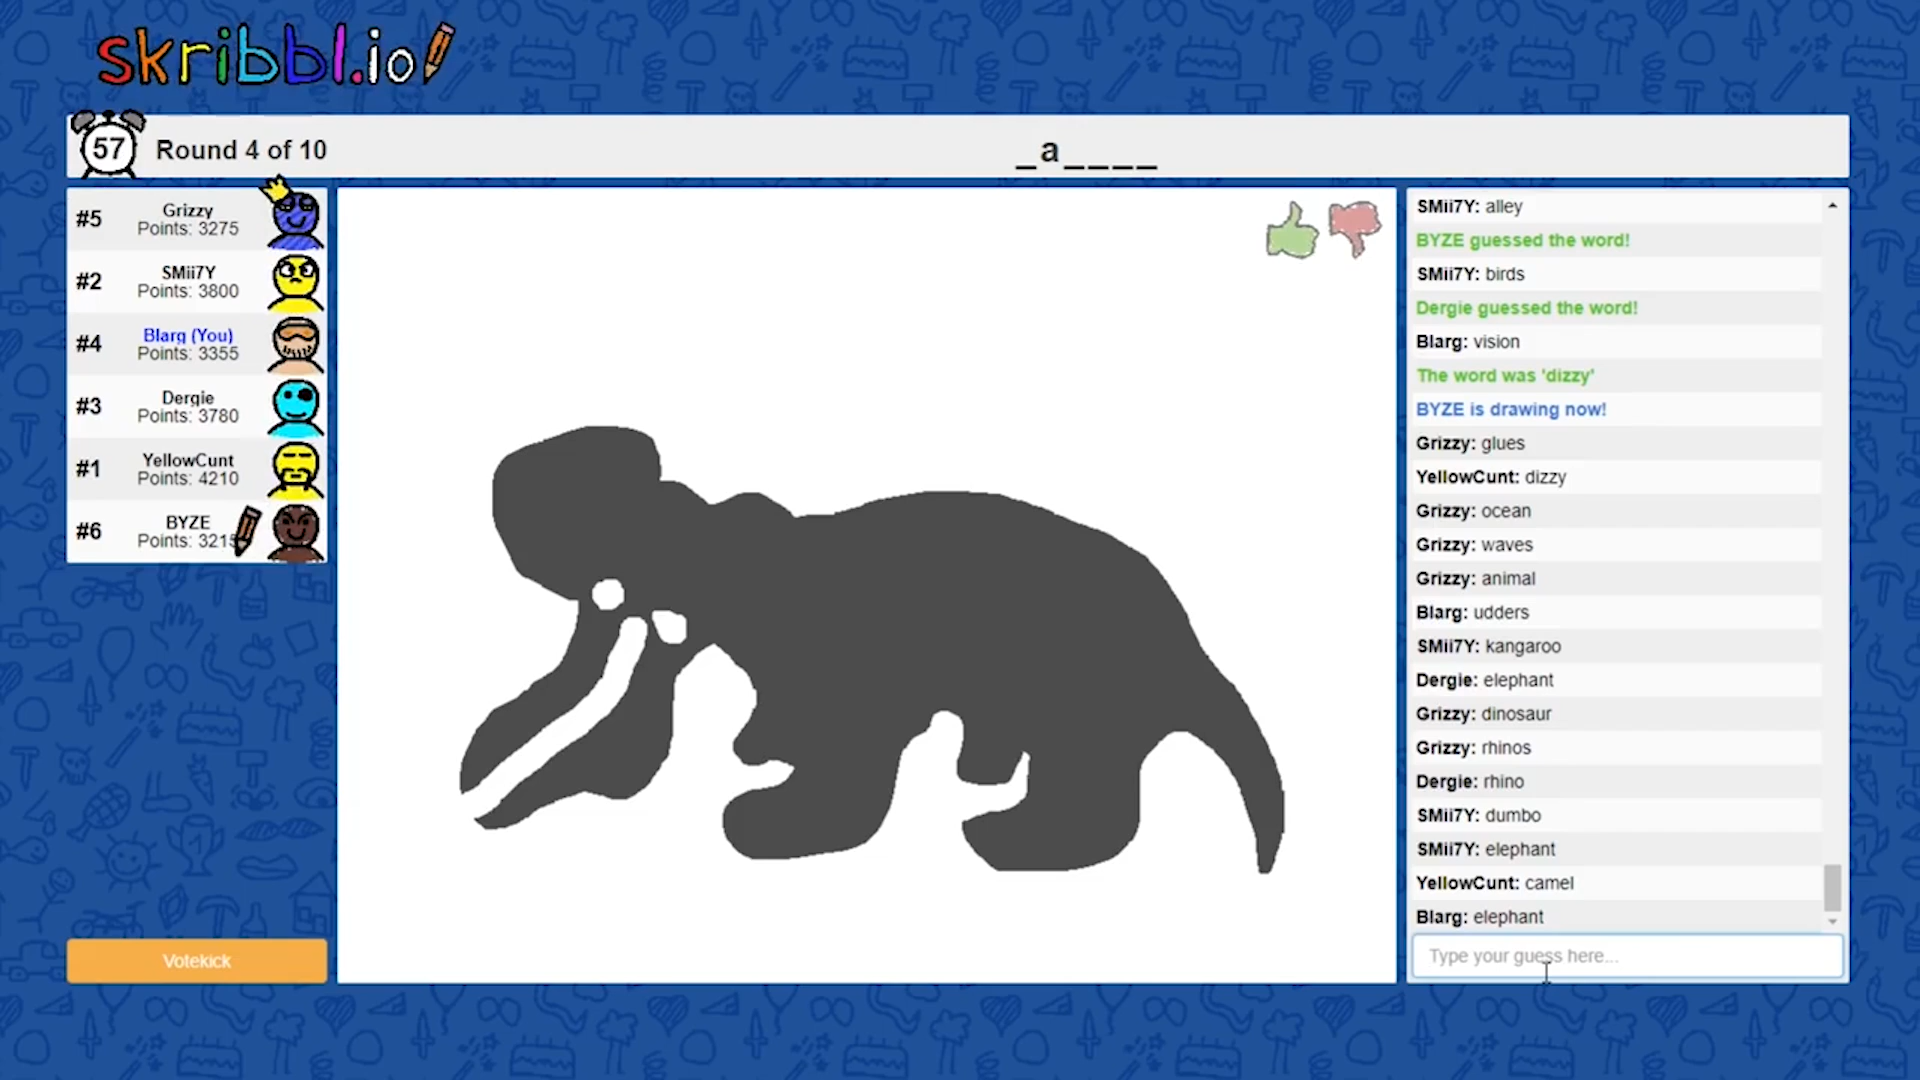 skribbl.io
57
Round 4 of 10
_a____
#5
Grizzy
Points: 3275
#2
SMii7Y
Points: 3800
#4
Blarg (You)
Points: 3355
#3
Dergie
Points: 3780
#1
YellowCunt
Points: 4210
#6
BYZE
Points: 3215
Votekick
SMii7Y: alley
BYZE guessed the word!
SMii7Y: birds
Dergie guessed the word!
Blarg: vision
The word was 'dizzy'
BYZE is drawing now!
Grizzy: glues
YellowCunt: dizzy
Grizzy: ocean
Grizzy: waves
Grizzy: animal
Blarg: udders
SMii7Y: kangaroo
Dergie: elephant
Grizzy: dinosaur
Grizzy: rhinos
Dergie: rhino
SMii7Y: dumbo
SMii7Y: elephant
YellowCunt: camel
Blarg: elephant
Type your guess here...